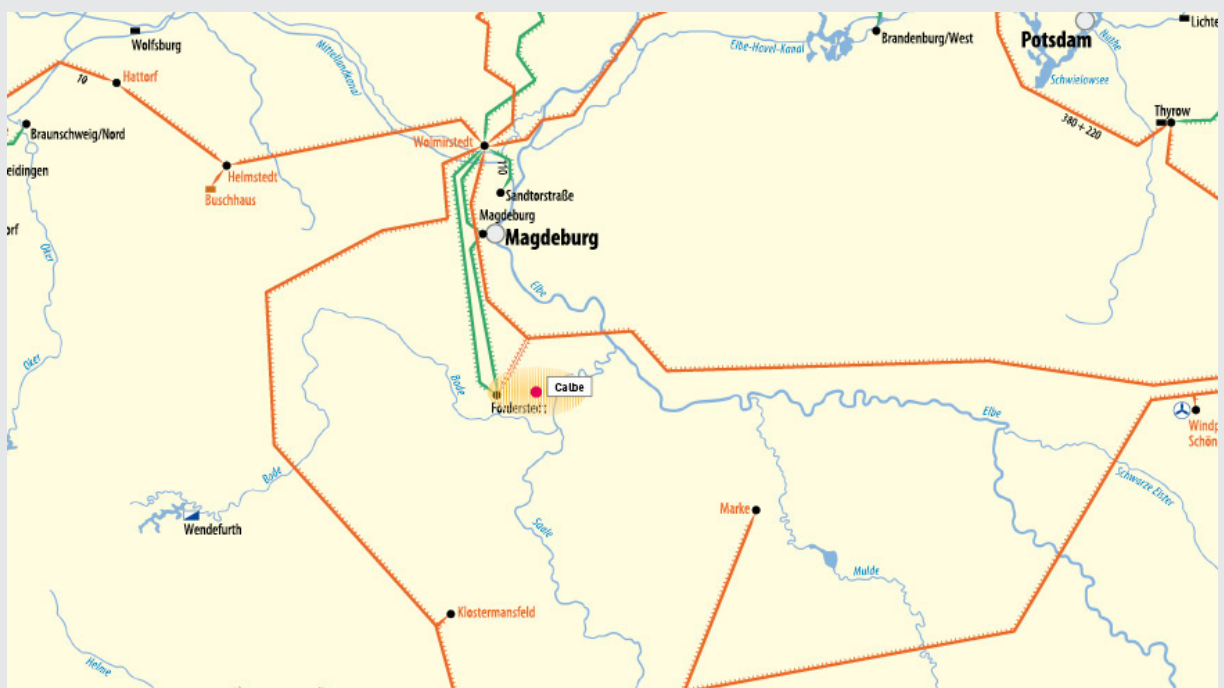 Wolfsburg
Hattorf
10
Mittellandkanal
Elbe-Havel-Kanal
Brandenburg/West
Potsdam
Nuthe
Schwielowsee
Thyrow
380 + 220
Braunschweig/Nord
Wolmirstedt
110
Helmstedt
Buschhaus
Sandtorstraße
Magdeburg
Magdeburg
Oker
Elbe
Oker
Bode
Calbe
Förderstedt
Elbe
Schwarze Elster
Bode
Wendefurth
Saale
Marke
Mulde
Klostermansfeld
Helme